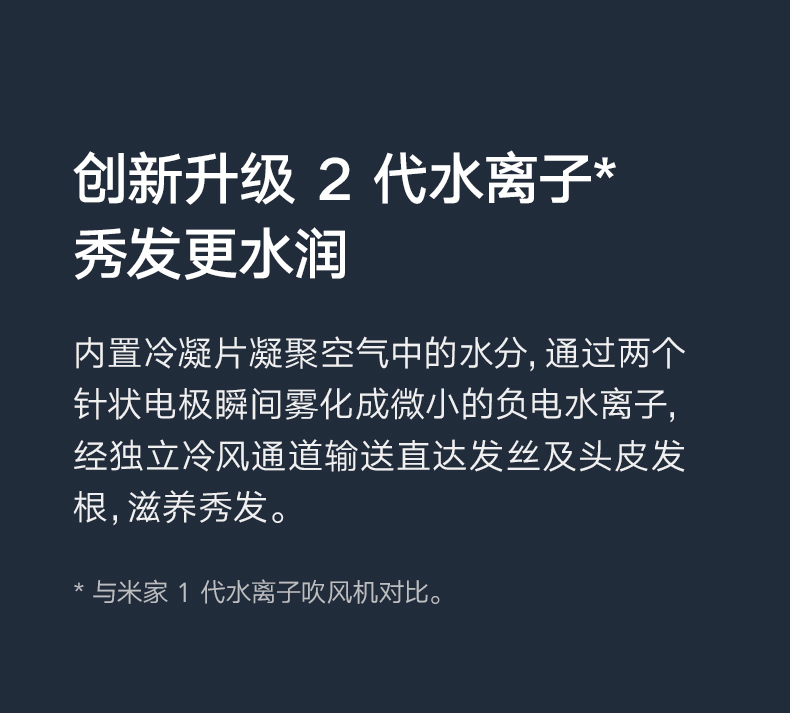 创新升级 2 代水离子*
秀发更水润
内置冷凝片凝聚空气中的水分, 通过两个
针状电极瞬间雾化成微小的负电水离子,
经独立冷风通道输送直达发丝及头皮发
根, 滋养秀发。
* 与米家 1 代水离子吹风机对比。